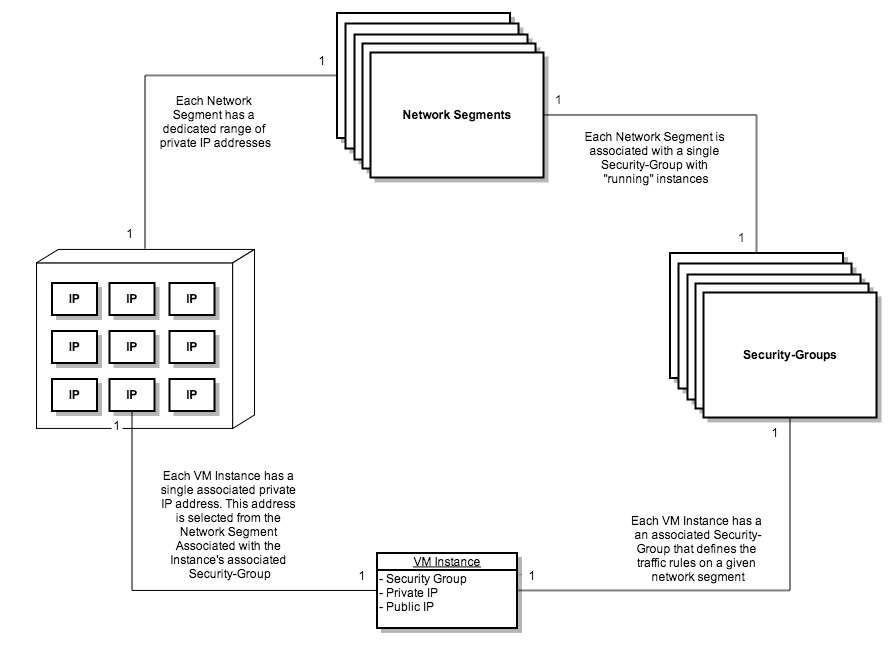 1
Each Network
Segment has a
dedicated range of
private IP addresses
1
Network Segments
1
Each Network Segment is
associated with a single
Security-Group with
"running" instances
1
IP IP IP
IP IP IP
IP IP IP
1
Security-Groups
1
Each VM Instance has a
single associated private
IP address. This address
is selected from the
Network Segment
Associated with the
Instance's associated
Security-Group
1
VM Instance
- Security Group
- Private IP
- Public IP
1
Each VM Instance has a
an associated Security-
Group that defines the
traffic rules on a given
network segment